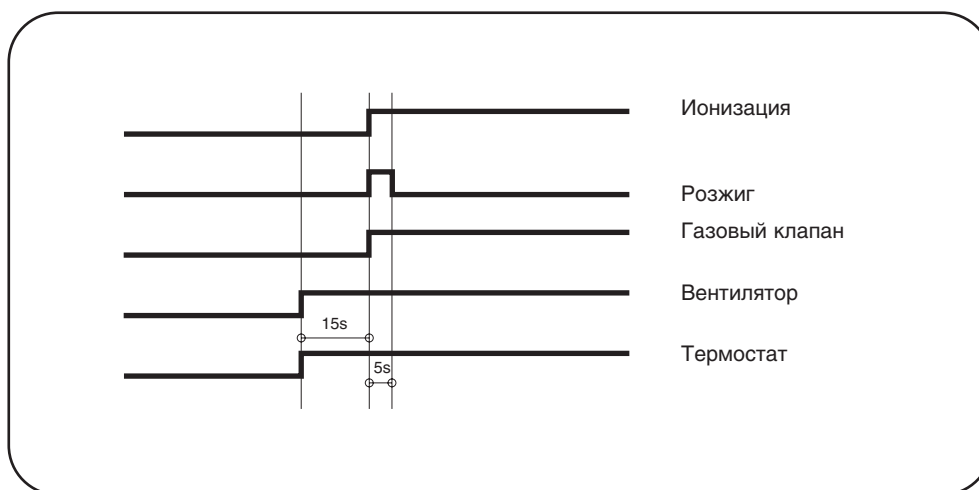 Ионизация
Розжиг
Газовый клапан
Вентилятор
15s
Термостат
5s